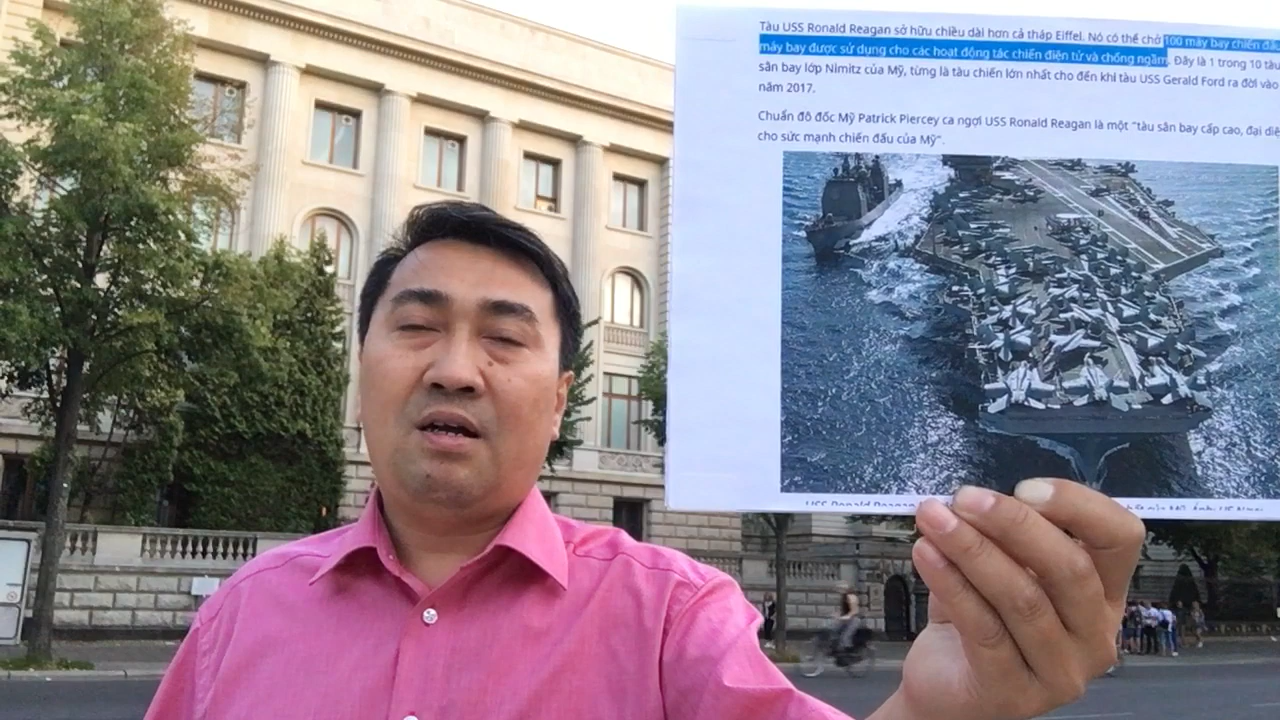 Tàu USS Ronald Reagan sở hữu chiều dài hơn cả tháp Eiffel. Nó có thể chở 100 máy bay chiến đấu
máy bay được sử dụng cho các hoạt động tác chiến điện tử và chống ngầm. Đây là 1 trong 10 tàu
sân bay lớp Nimitz của Mỹ, từng là tàu chiến lớn nhất cho đến khi tàu USS Gerald Ford ra đời vào
năm 2017.
Chuẩn đô đốc Mỹ Patrick Piercey ca ngợi USS Ronald Reagan là một "tàu sân bay cấp cao, đại diện
cho sức mạnh chiến đấu của Mỹ".
USS Ronald Reagan